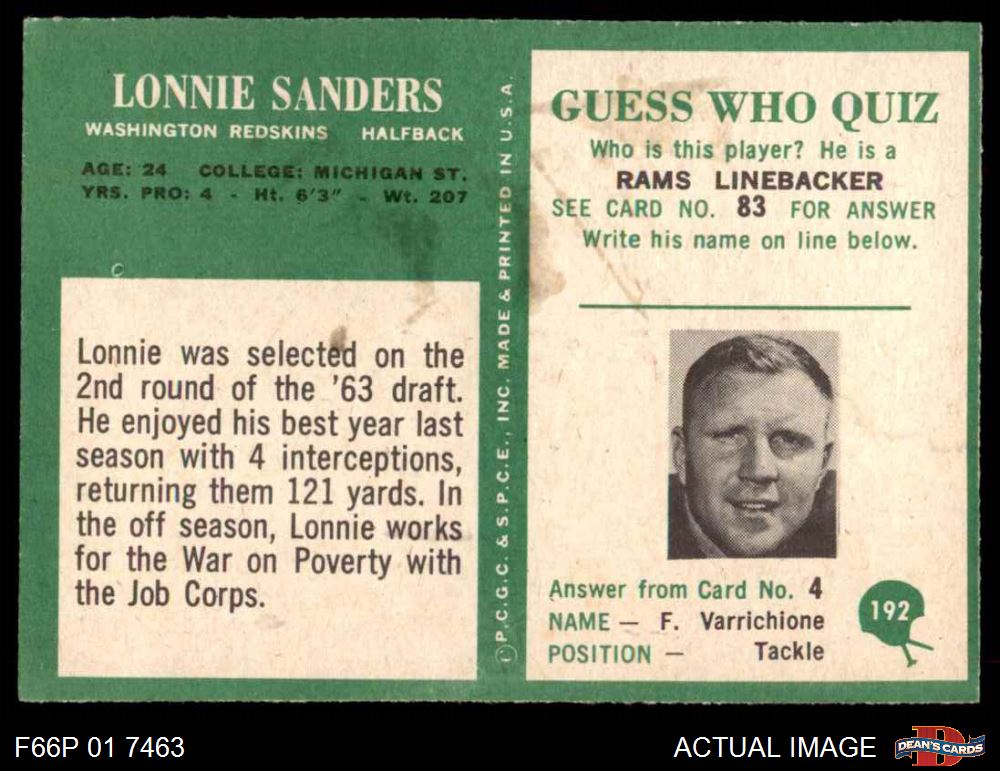 LONNIE SANDERS
WASHINGTON REDSKINS HALFBACK
AGE: 24 COLLEGE: MICHIGAN ST.
YRS. PRO: 4 - Ht. 6'3" - Wt. 207
Lonnie was selected on the
2nd round of the '63 draft.
He enjoyed his best year last
season with 4 interceptions,
returning them 121 yards. In
the off season, Lonnie works
for the War on Poverty with
the Job Corps.
©P.C.G.C. & S.P.C.E., INC. MADE & PRINTED IN U.S.A.
GUESS WHO QUIZ
Who is this player? He is a
RAMS LINEBACKER
SEE CARD NO. 83 FOR ANSWER
Write his name on line below.
Answer from Card No. 4
NAME — F. Varrichione
POSITION — Tackle
192
F66P 01 7463
ACTUAL IMAGE
D
DEAN'S CARDS